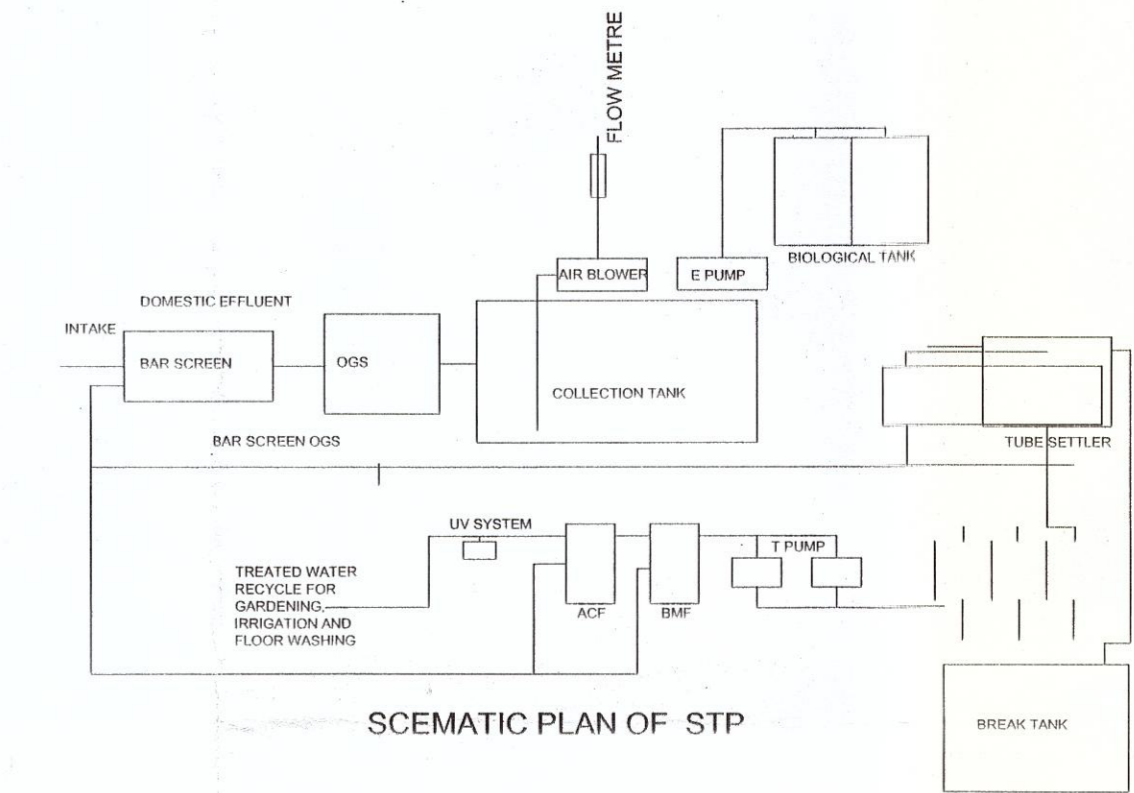 FLOW METRE
AIR BLOWER
E PUMP
BIOLOGICAL TANK
DOMESTIC EFFLUENT
INTAKE
BAR SCREEN
OGS
COLLECTION TANK
BAR SCREEN OGS
TUBE SETTLER
UV SYSTEM
T PUMP
TREATED WATER
RECYCLE FOR
GARDENING,
IRRIGATION AND
FLOOR WASHING
ACF
BMF
SCEMATIC PLAN OF STP
BREAK TANK